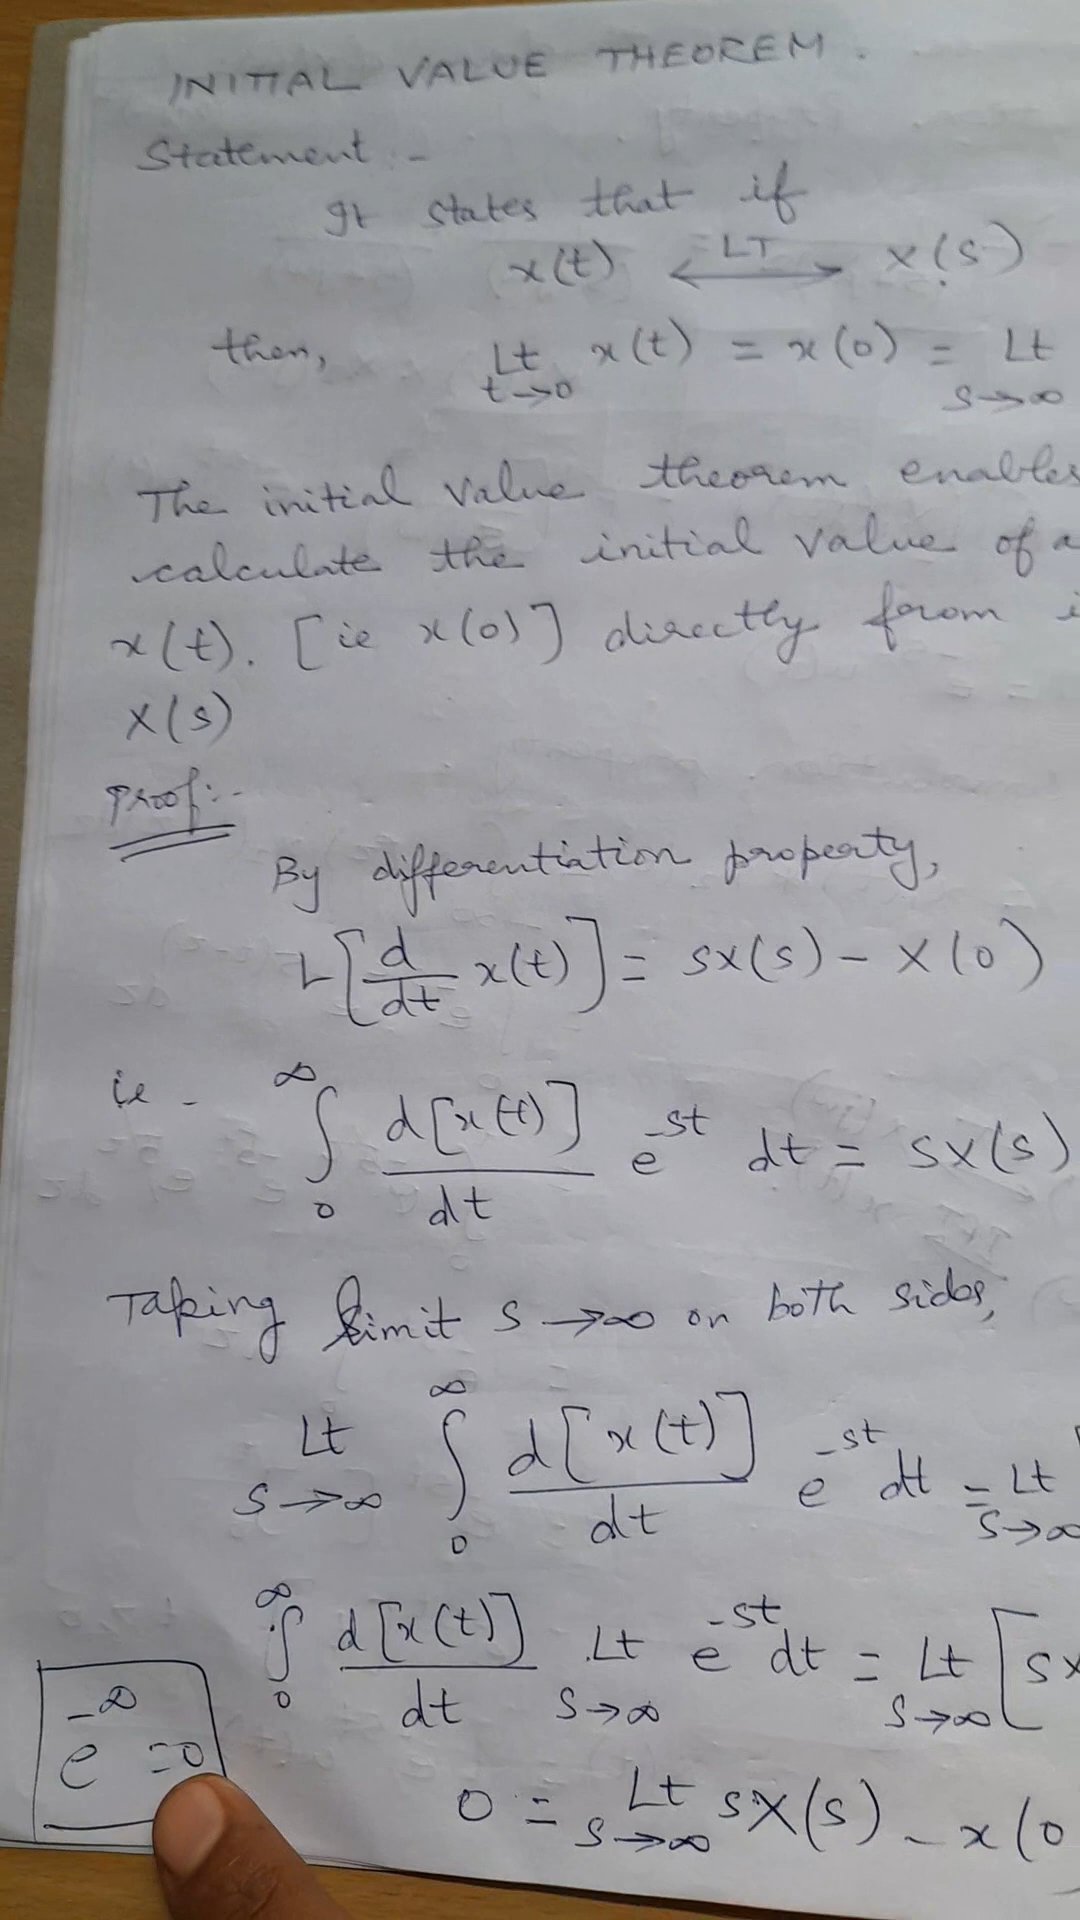 INITIAL VALUE THEOREM.
Statement :-
It states that if
x(t) <--LT--> X(s)
then, Lt x(t) = x(0) = Lt
t→0 s→∞
The initial value theorem enables
calculate the initial value of a
x(t). [ie x(0)] directly from
X(s)
Proof:-
By differentiation property,
L[d/dt x(t)] = sX(s) - X(0)
ie - ∞∫0 d[x(t)]/dt e^-st dt = sX(s)
Taking limit s→∞ on both sides,
Lt s→∞ ∞∫0 d[x(t)]/dt e^-st dt = Lt s→∞
∞∫0 d[x(t)]/dt Lt s→∞ e^-st dt = Lt s→∞ [sX
e^-∞ = 0
0 = Lt s→∞ sX(s) - x(0